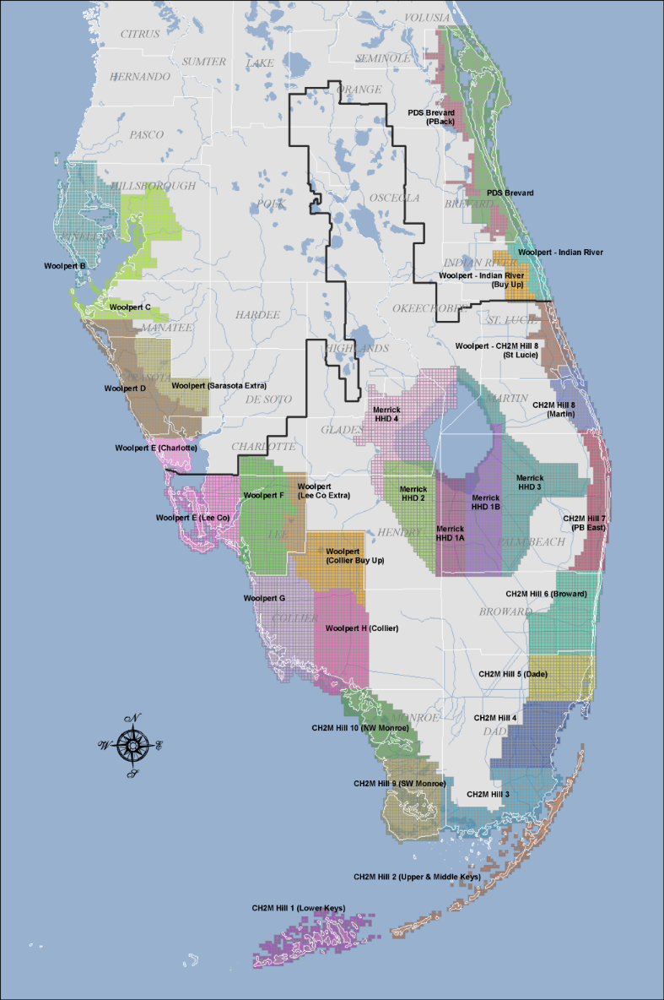 VOLUSIA
CITRUS
SUMTER
LAKE
SEMINOLE
HERNANDO
ORANGE
PDS Brevard
(PBack)
PASCO
HILLSBOROUGH
POLK
OSCEOLA
BREVARD
PDS Brevard
PINELLAS
Woolpert B
Woolpert - Indian River
INDIAN RIVER
Woolpert - Indian River
(Buy Up)
Woolpert C
HARDEE
OKEECHOBEE
ST. LUCIE
MANATEE
HIGHLANDS
Woolpert - CH2M Hill 8
(St Lucie)
SARASOTA
Woolpert D
Woolpert (Sarasota Extra)
DE SOTO
MARTIN
CH2M Hill 8
(Martin)
Merrick
HHD 4
GLADES
Woolpert E (Charlotte)
CHARLOTTE
Woolpert F
Woolpert
(Lee Co Extra)
Merrick
HHD 2
Merrick
HHD 1B
Merrick
HHD 3
Woolpert E (Lee Co)
LEE
HENDRY
Merrick
HHD 1A
PALM BEACH
CH2M Hill 7
(PB East)
Woolpert
(Collier Buy Up)
Woolpert G
CH2M Hill 6 (Broward)
COLLIER
Woolpert H (Collier)
BROWARD
CH2M Hill 5 (Dade)
MONROE
CH2M Hill 4
CH2M Hill 10 (NW Monroe)
DAD
N
W
E
S
CH2M Hill 9 (SW Monroe)
CH2M Hill 3
CH2M Hill 2 (Upper & Middle Keys)
CH2M Hill 1 (Lower Keys)